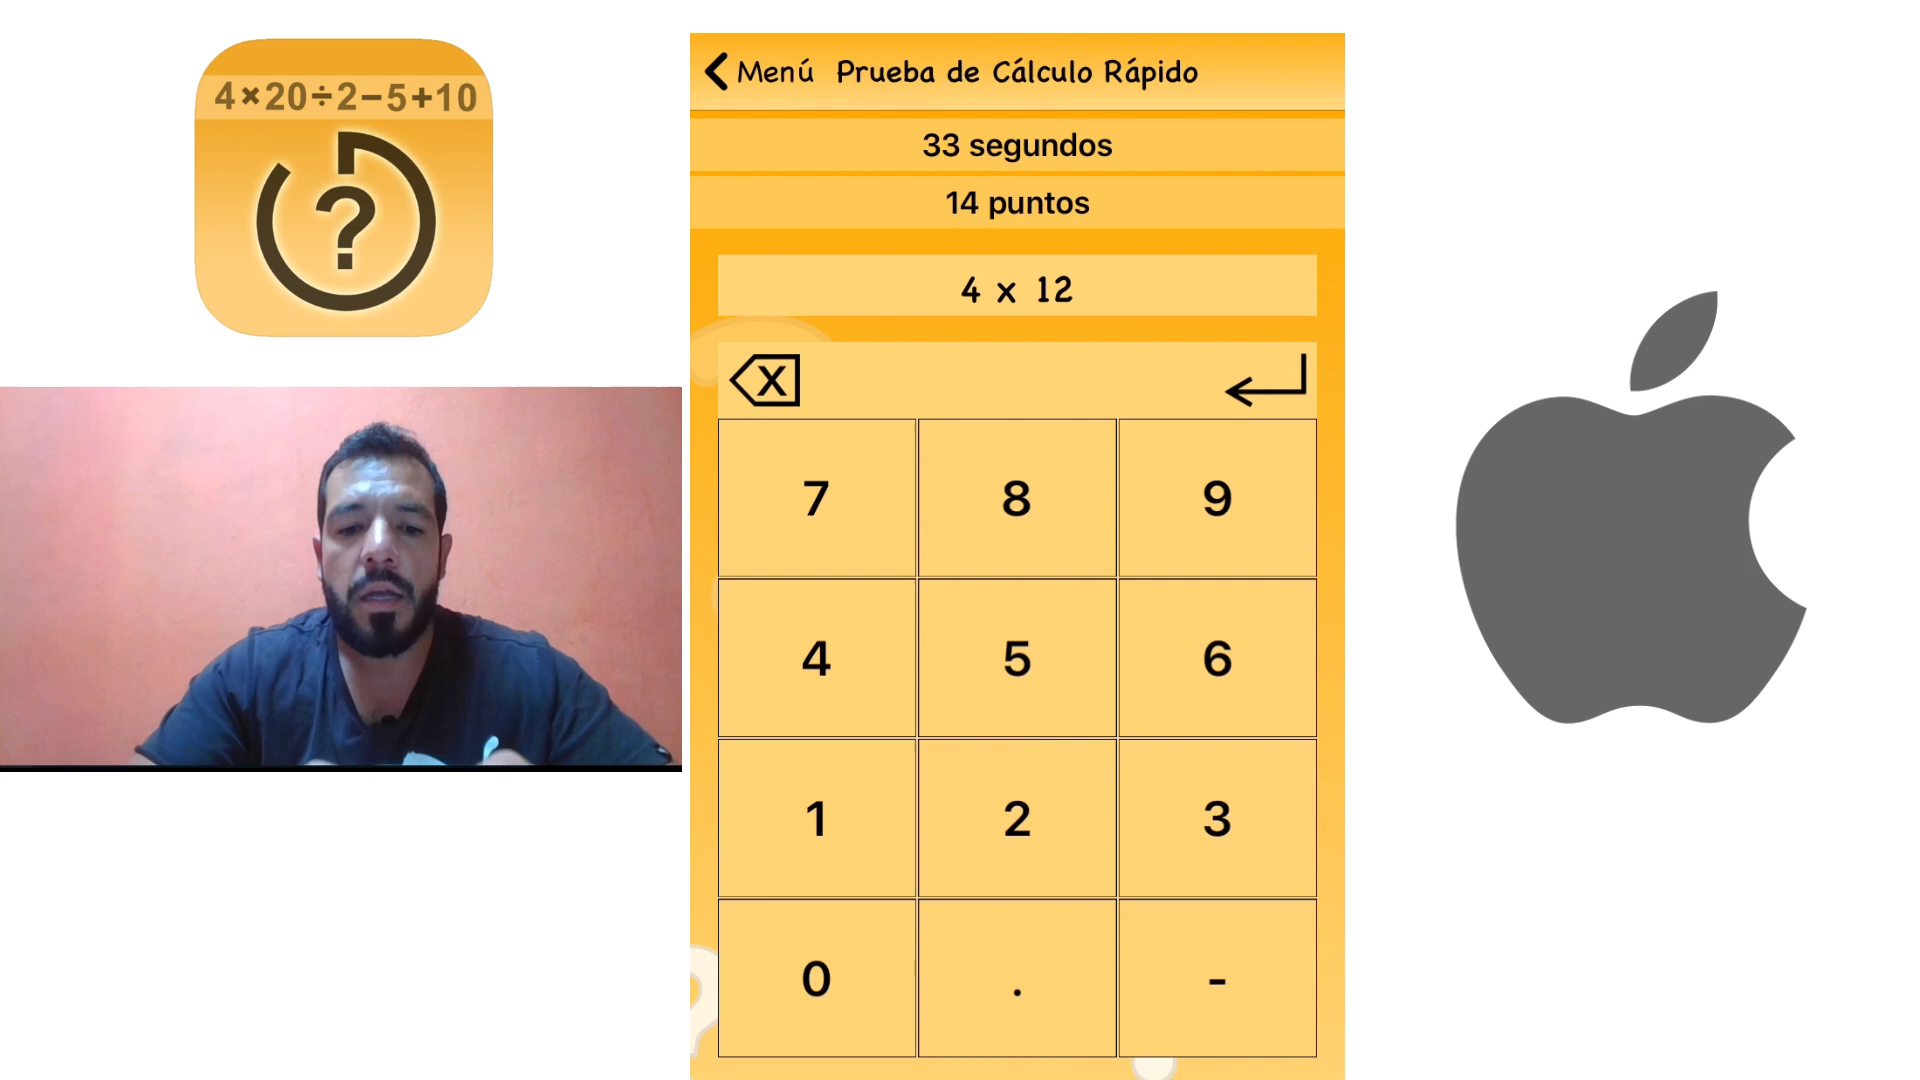 4×20÷2−5+10
?
Menú Prueba de Cálculo Rápido
33 segundos
14 puntos
4 x 12
X
7 8 9
4 5 6
1 2 3
0 . -